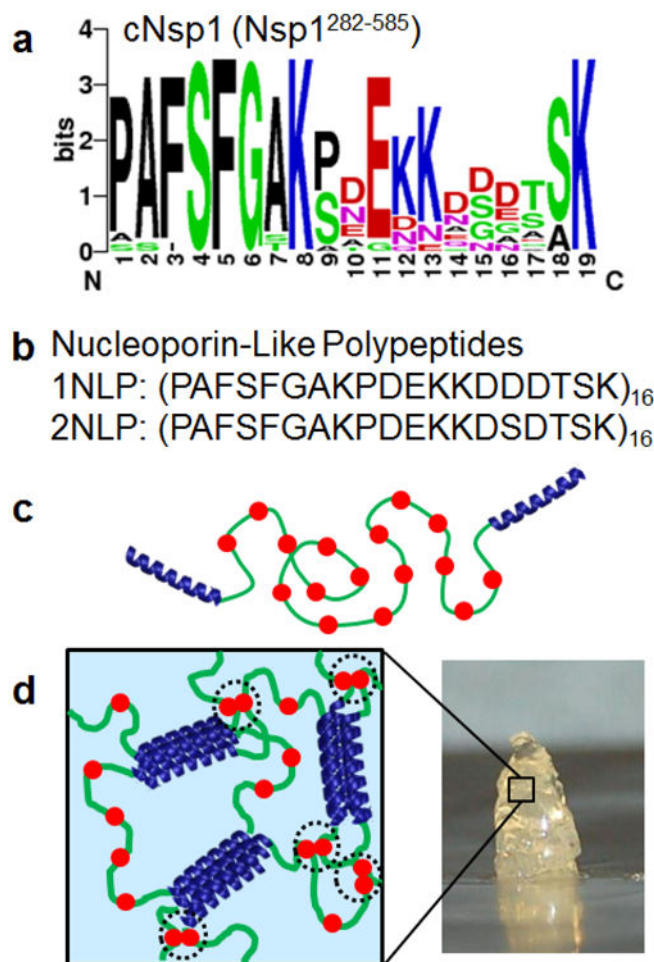 a cNsp1 (Nsp1282-585)
4
3
bits
2
1
0
PAFSFGAKPDEKKDDDTSK
1 2 3 4 5 6 7 8 9 10 11 12 13 14 15 16 17 18 19
N C
b Nucleoporin-Like Polypeptides
1NLP: (PAFSFGAKPDEKKDDDTSK)16
2NLP: (PAFSFGAKPDEKKDSDTSK)16
c
d